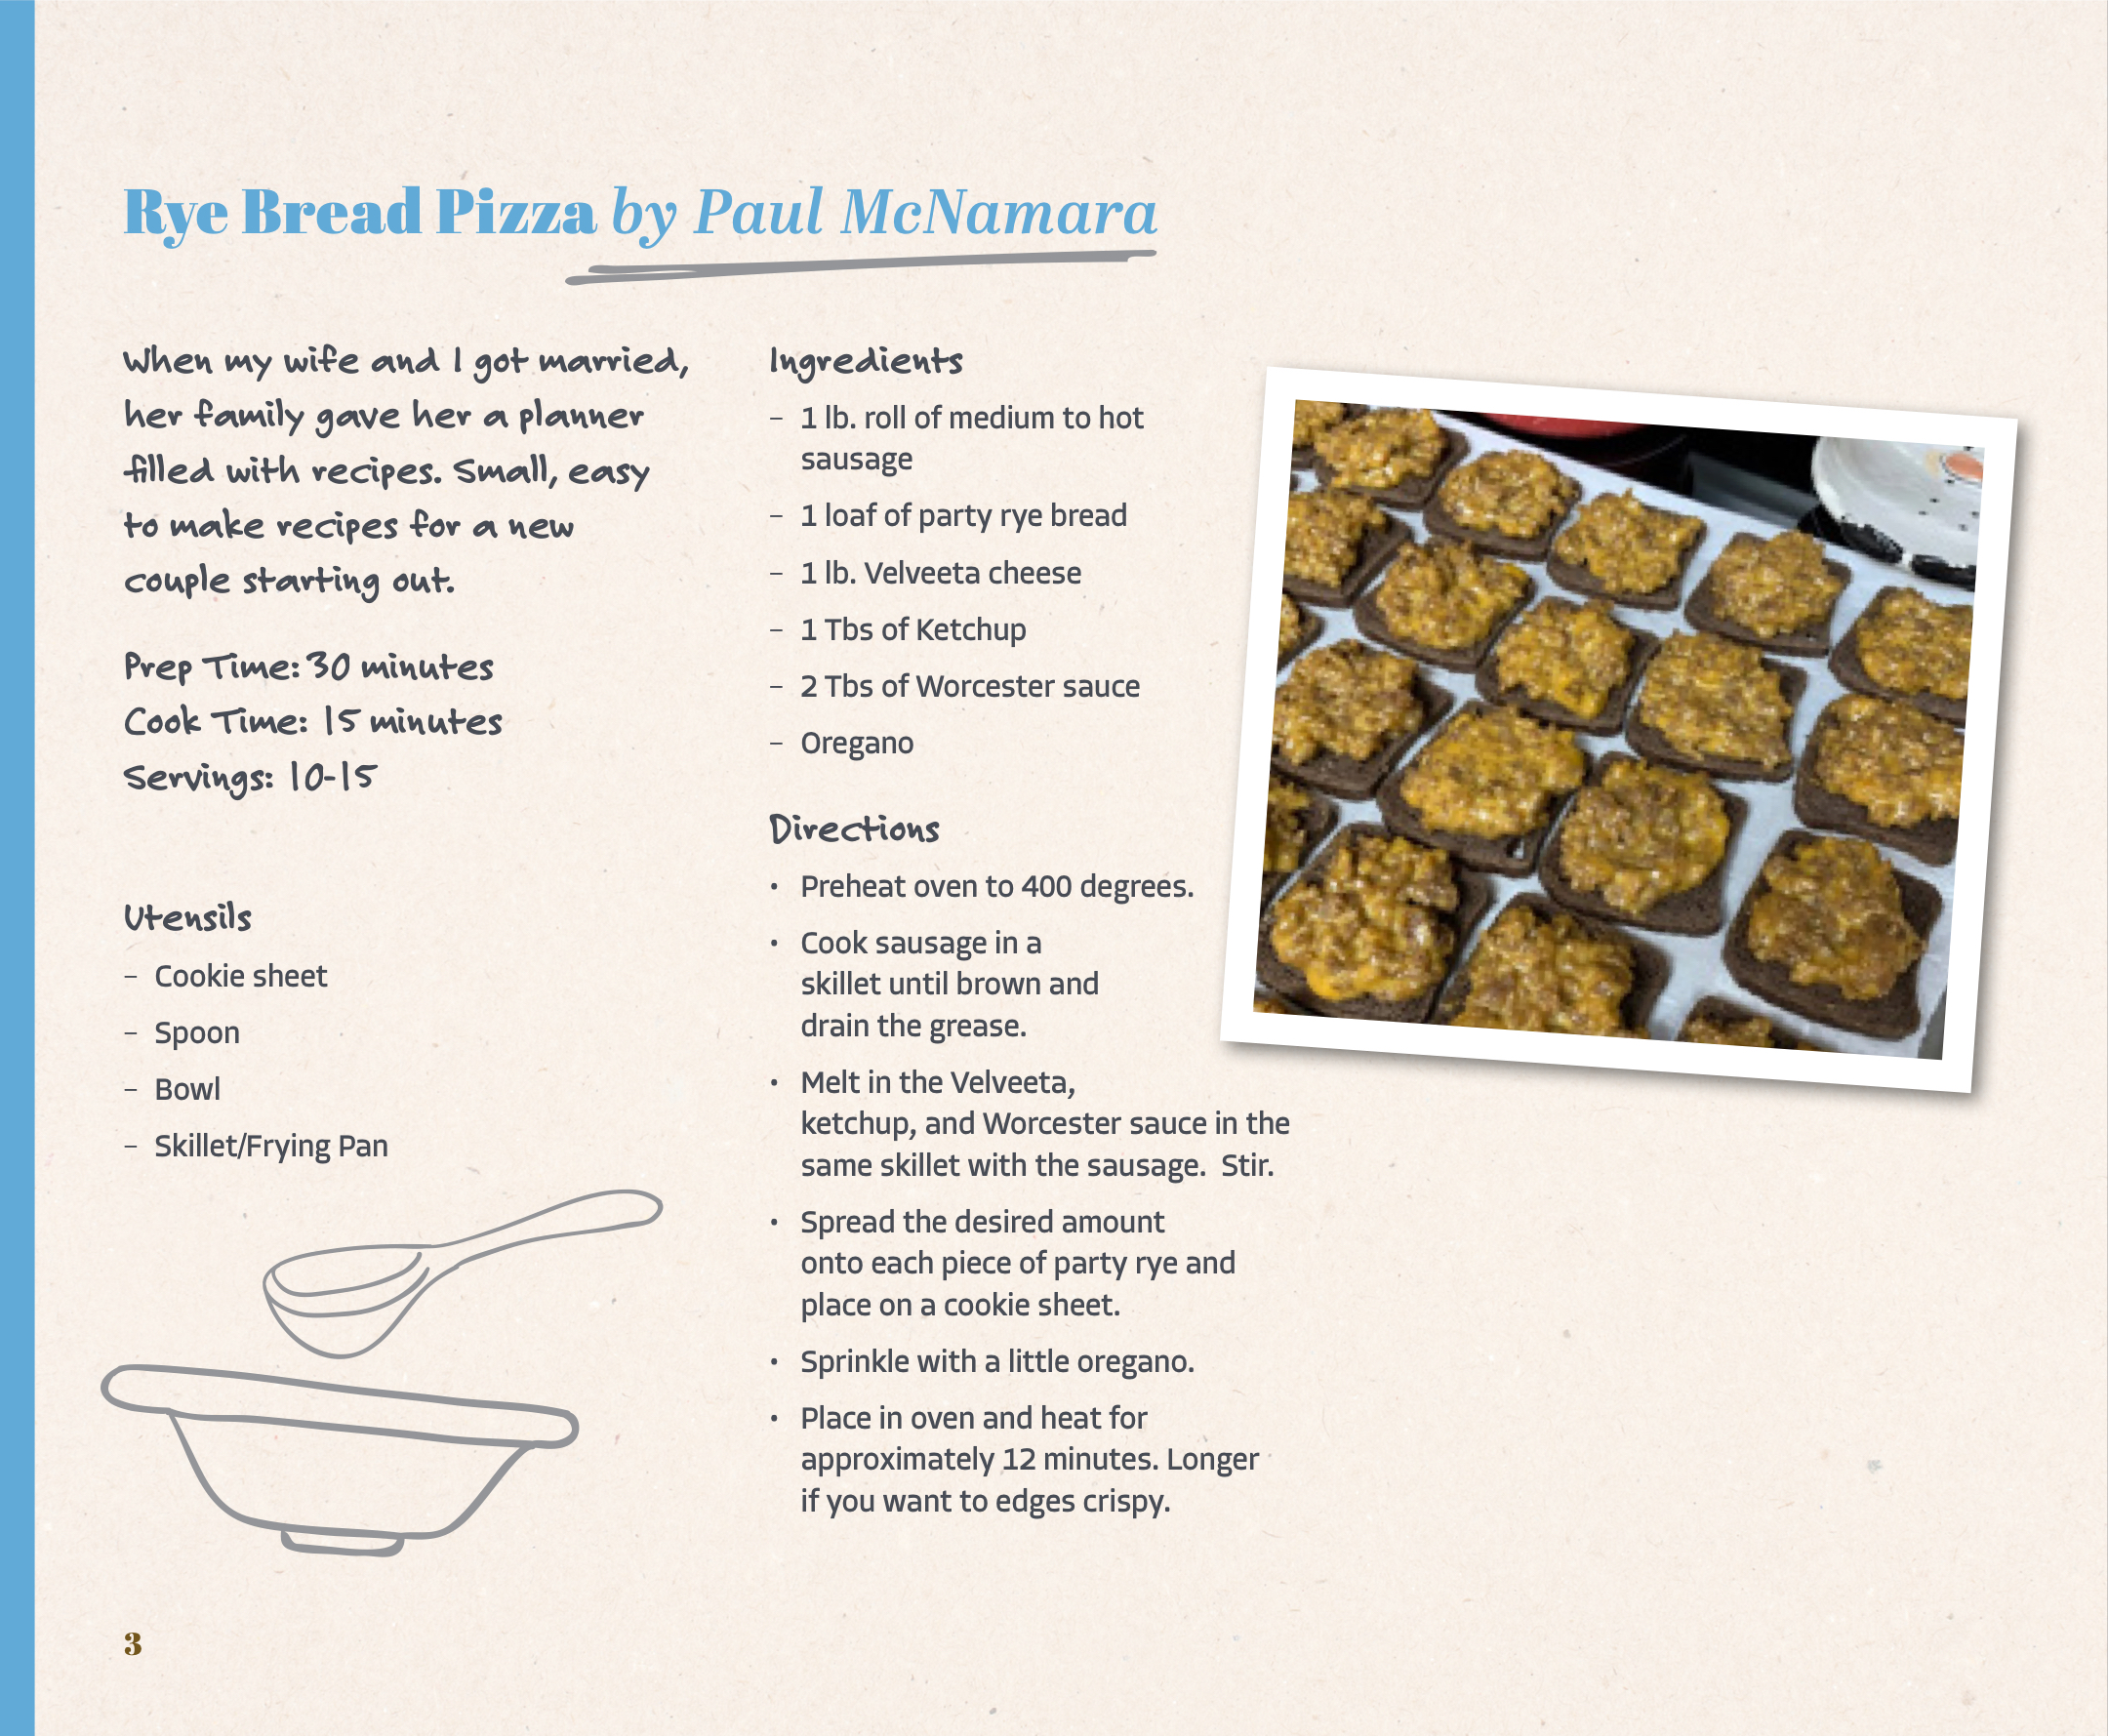 Rye Bread Pizza by Paul McNamara
When my wife and I got married,
her family gave her a planner
filled with recipes. Small, easy
to make recipes for a new
couple starting out.
Prep Time: 30 minutes
Cook Time: 15 minutes
Servings: 10-15
Utensils
– Cookie sheet
– Spoon
– Bowl
– Skillet/Frying Pan
Ingredients
– 1 lb. roll of medium to hot
sausage
– 1 loaf of party rye bread
– 1 lb. Velveeta cheese
– 1 Tbs of Ketchup
– 2 Tbs of Worcester sauce
– Oregano
Directions
• Preheat oven to 400 degrees.
• Cook sausage in a
skillet until brown and
drain the grease.
• Melt in the Velveeta,
ketchup, and Worcester sauce in the
same skillet with the sausage.  Stir.
• Spread the desired amount
onto each piece of party rye and
place on a cookie sheet.
• Sprinkle with a little oregano.
• Place in oven and heat for
approximately 12 minutes. Longer
if you want to edges crispy.
3